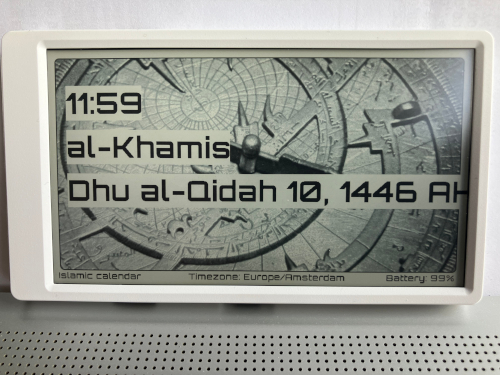 11:59
al-Khamis
Dhu al-Qidah 10, 1446 AH
Islamic calendar
Timezone: Europe/Amsterdam
Battery: 99%